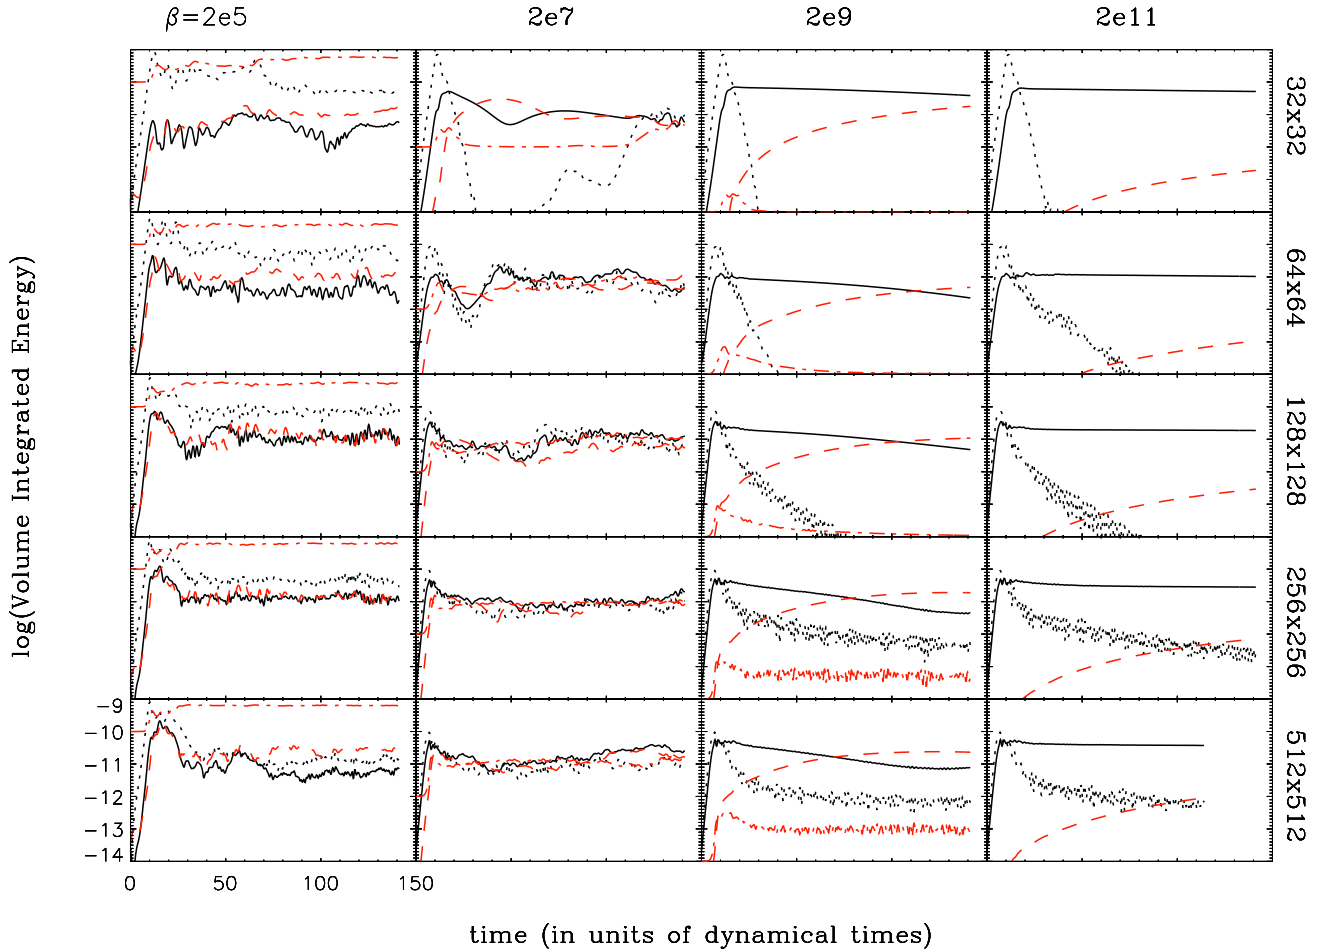 β=2e5 2e7 2e9 2e11
32x32
64x64
128x128
256x256
512x512
log(Volume Integrated Energy)
-9
-10
-11
-12
-13
-14
0 50 100 150
time (in units of dynamical times)